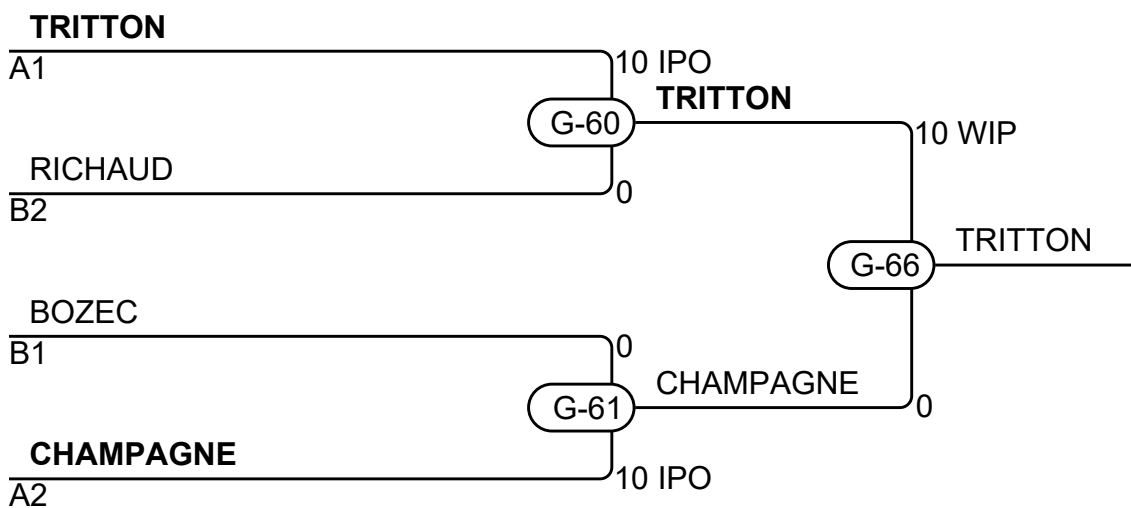 TRITTON
A1
10 IPO
TRITTON
G-60
10 WIP
RICHAUD
B2
0
TRITTON
G-66
BOZEC
B1
0
CHAMPAGNE
G-61
0
CHAMPAGNE
A2
10 IPO